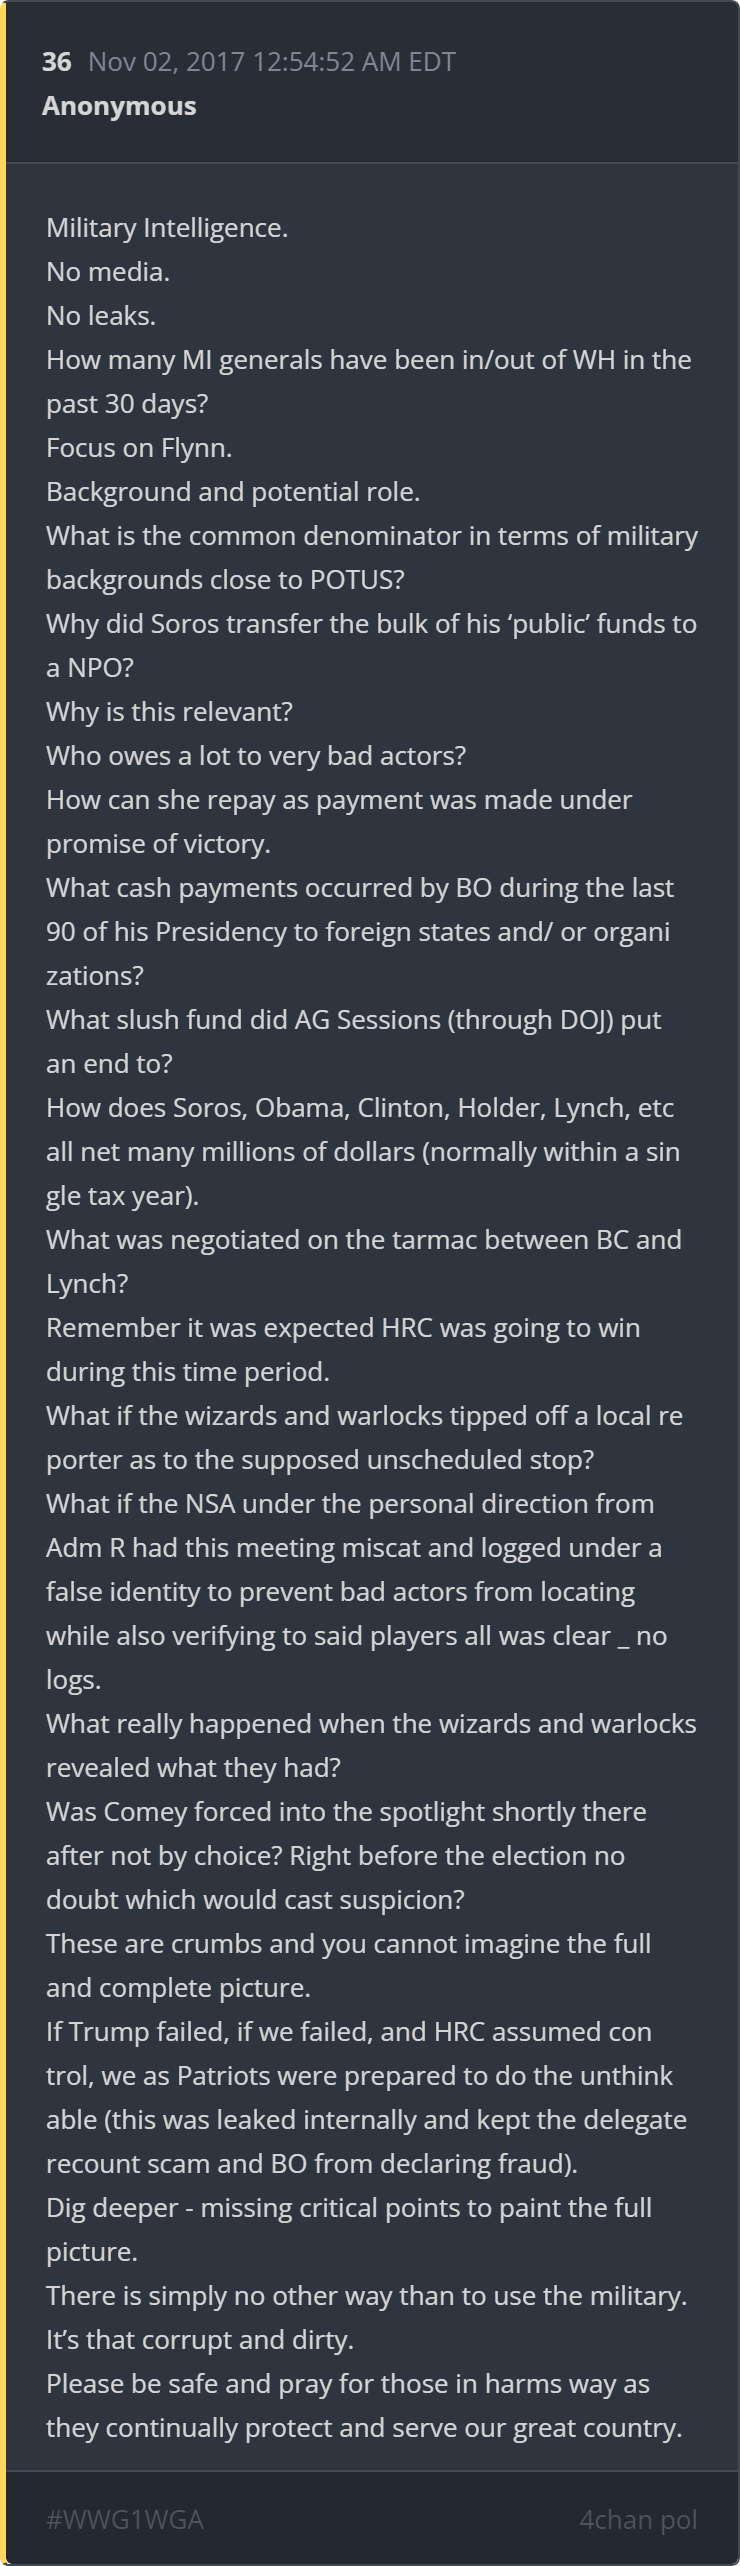 36 Nov 02, 2017 12:54:52 AM EDT
Anonymous
Military Intelligence.
No media.
No leaks.
How many MI generals have been in/out of WH in the
past 30 days?
Focus on Flynn.
Background and potential role.
What is the common denominator in terms of military
backgrounds close to POTUS?
Why did Soros transfer the bulk of his ‘public’ funds to
a NPO?
Why is this relevant?
Who owes a lot to very bad actors?
How can she repay as payment was made under
promise of victory.
What cash payments occurred by BO during the last
90 of his Presidency to foreign states and/ or organi
zations?
What slush fund did AG Sessions (through DOJ) put
an end to?
How does Soros, Obama, Clinton, Holder, Lynch, etc
all net many millions of dollars (normally within a sin
gle tax year).
What was negotiated on the tarmac between BC and
Lynch?
Remember it was expected HRC was going to win
during this time period.
What if the wizards and warlocks tipped off a local re
porter as to the supposed unscheduled stop?
What if the NSA under the personal direction from
Adm R had this meeting miscat and logged under a
false identity to prevent bad actors from locating
while also verifying to said players all was clear _ no
logs.
What really happened when the wizards and warlocks
revealed what they had?
Was Comey forced into the spotlight shortly there
after not by choice? Right before the election no
doubt which would cast suspicion?
These are crumbs and you cannot imagine the full
and complete picture.
If Trump failed, if we failed, and HRC assumed con
trol, we as Patriots were prepared to do the unthink
able (this was leaked internally and kept the delegate
recount scam and BO from declaring fraud).
Dig deeper - missing critical points to paint the full
picture.
There is simply no other way than to use the military.
It’s that corrupt and dirty.
Please be safe and pray for those in harms way as
they continually protect and serve our great country.
#WWG1WGA 4chan pol